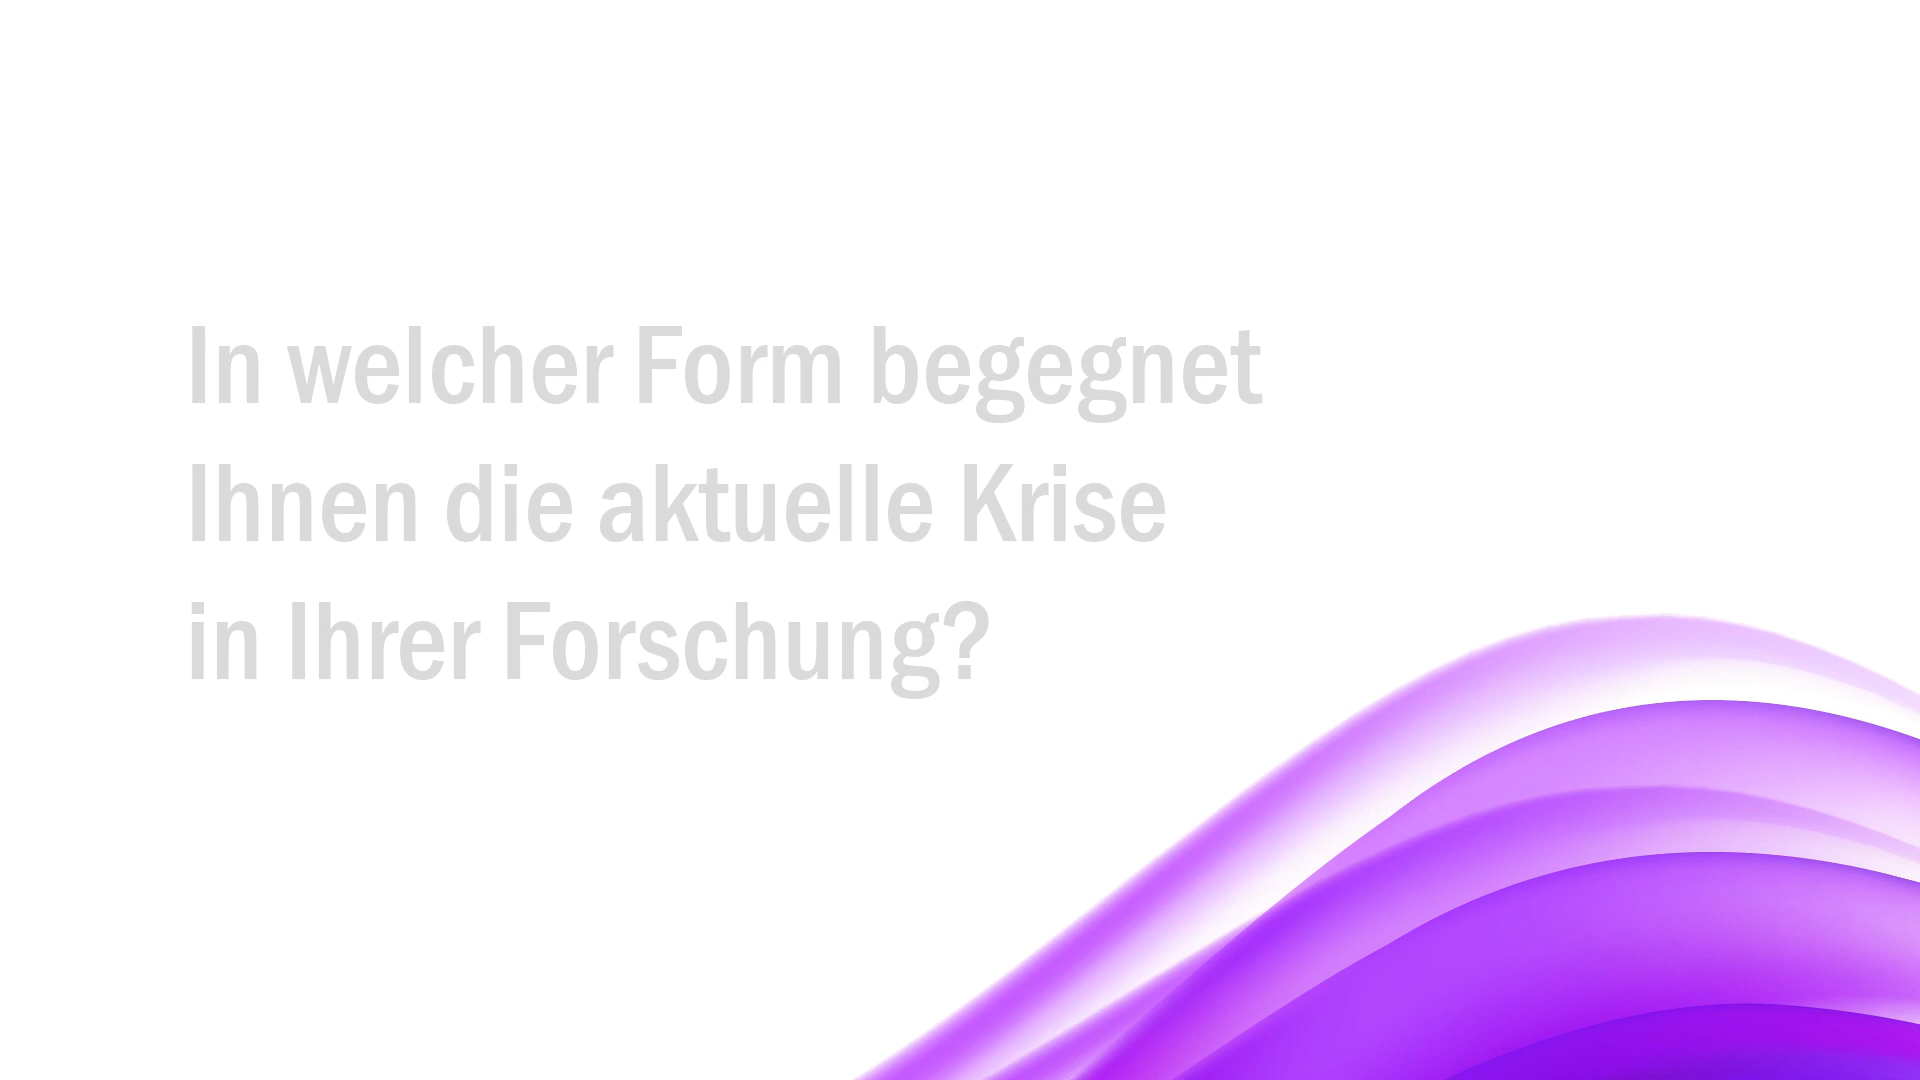 In welcher Form begegnet
Ihnen die aktuelle Krise
in Ihrer Forschung?